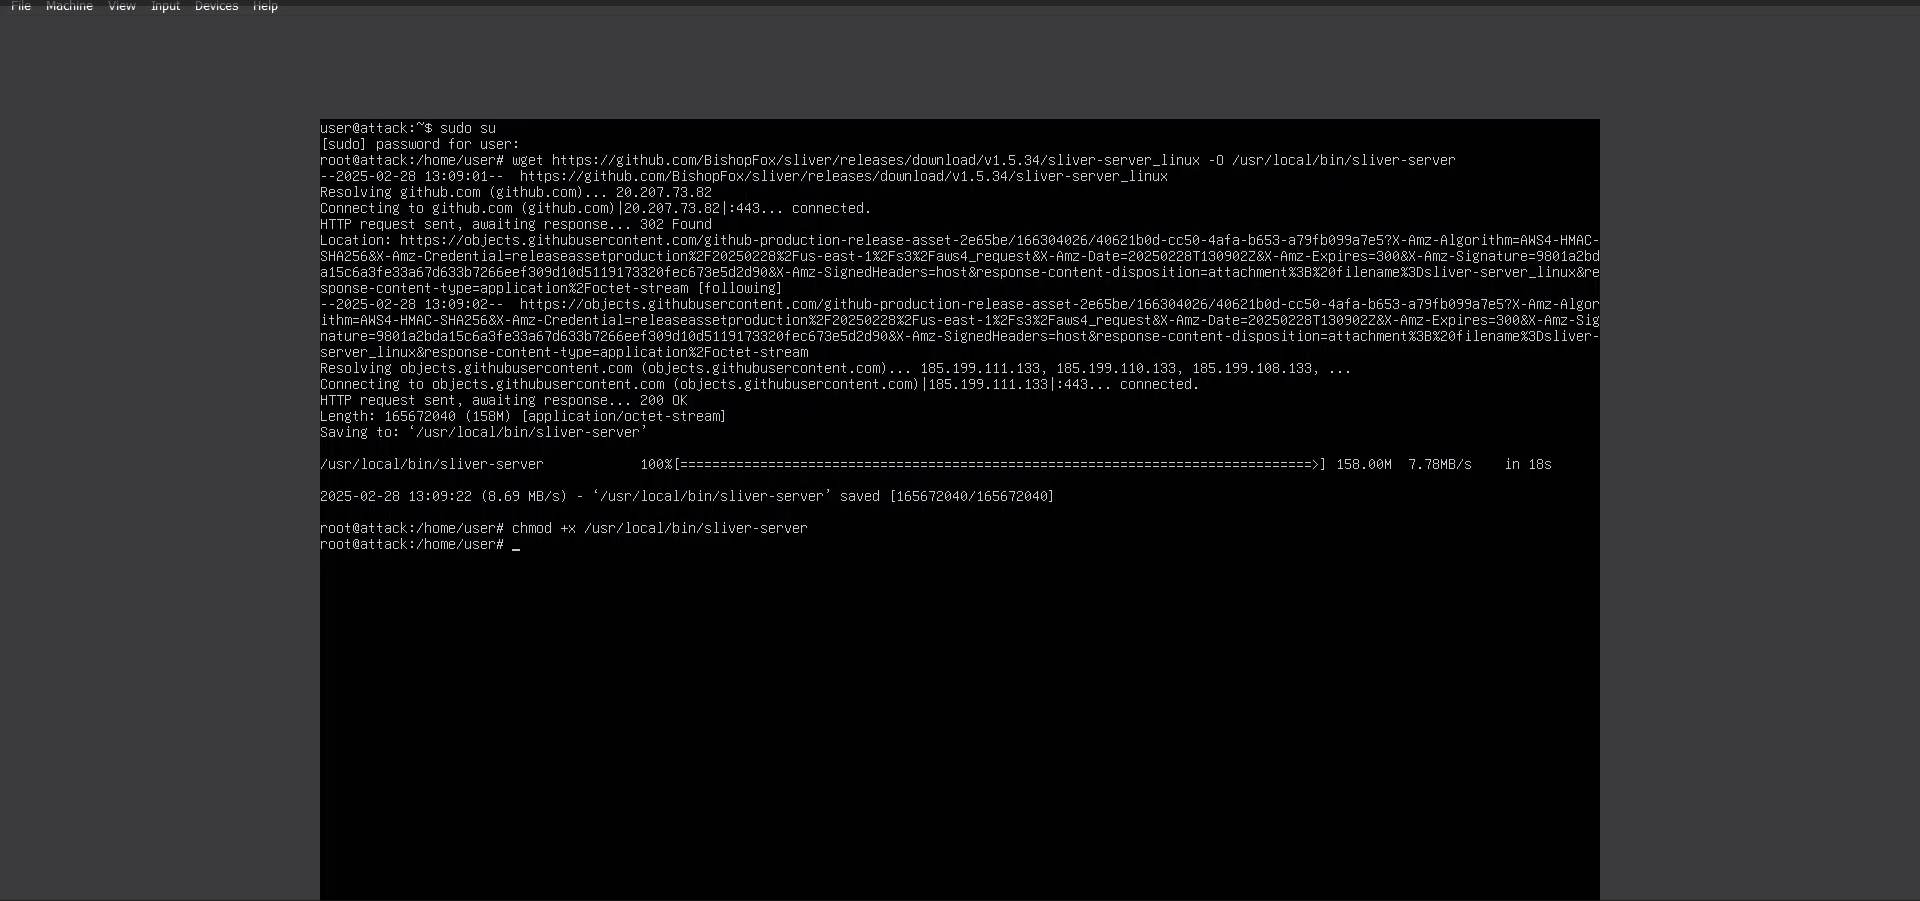 File Machine View Input Devices Help
user@attack:~$ sudo su
[sudo] password for user:
root@attack:/home/user# wget https://github.com/BishopFox/sliver/releases/download/v1.5.34/sliver-server_linux -O /usr/local/bin/sliver-server
--2025-02-28 13:09:01--  https://github.com/BishopFox/sliver/releases/download/v1.5.34/sliver-server_linux
Resolving github.com (github.com)... 20.207.73.82
Connecting to github.com (github.com)|20.207.73.82|:443... connected.
HTTP request sent, awaiting response... 302 Found
Location: https://objects.githubusercontent.com/github-production-release-asset-2e65be/166304026/40621b0d-cc50-4afa-b653-a79fb099a7e5?X-Amz-Algorithm=AWS4-HMAC-
SHA256&X-Amz-Credential=releaseassetproduction%2F20250228%2Fus-east-1%2Fs3%2Faws4_request&X-Amz-Date=20250228T130902Z&X-Amz-Expires=300&X-Amz-Signature=9801a2bd
a15c6a3fe33a67d633b7266eef309d10d5119173320fec673e5d2d90&X-Amz-SignedHeaders=host&response-content-disposition=attachment%3B%20filename%3Dsliver-server_linux&re
sponse-content-type=application%2Foctet-stream [following]
--2025-02-28 13:09:02--  https://objects.githubusercontent.com/github-production-release-asset-2e65be/166304026/40621b0d-cc50-4afa-b653-a79fb099a7e5?X-Amz-Algor
ithm=AWS4-HMAC-SHA256&X-Amz-Credential=releaseassetproduction%2F20250228%2Fus-east-1%2Fs3%2Faws4_request&X-Amz-Date=20250228T130902Z&X-Amz-Expires=300&X-Amz-Sig
nature=9801a2bda15c6a3fe33a67d633b7266eef309d10d5119173320fec673e5d2d90&X-Amz-SignedHeaders=host&response-content-disposition=attachment%3B%20filename%3Dsliver-
server_linux&response-content-type=application%2Foctet-stream
Resolving objects.githubusercontent.com (objects.githubusercontent.com)... 185.199.111.133, 185.199.110.133, 185.199.108.133, ...
Connecting to objects.githubusercontent.com (objects.githubusercontent.com)|185.199.111.133|:443... connected.
HTTP request sent, awaiting response... 200 OK
Length: 165672040 (158M) [application/octet-stream]
Saving to: ‘/usr/local/bin/sliver-server’
/usr/local/bin/sliver-server            100%[===============================================================================>] 158.00M  7.78MB/s    in 18s
2025-02-28 13:09:22 (8.69 MB/s) - ‘/usr/local/bin/sliver-server’ saved [165672040/165672040]
root@attack:/home/user# chmod +x /usr/local/bin/sliver-server
root@attack:/home/user# _